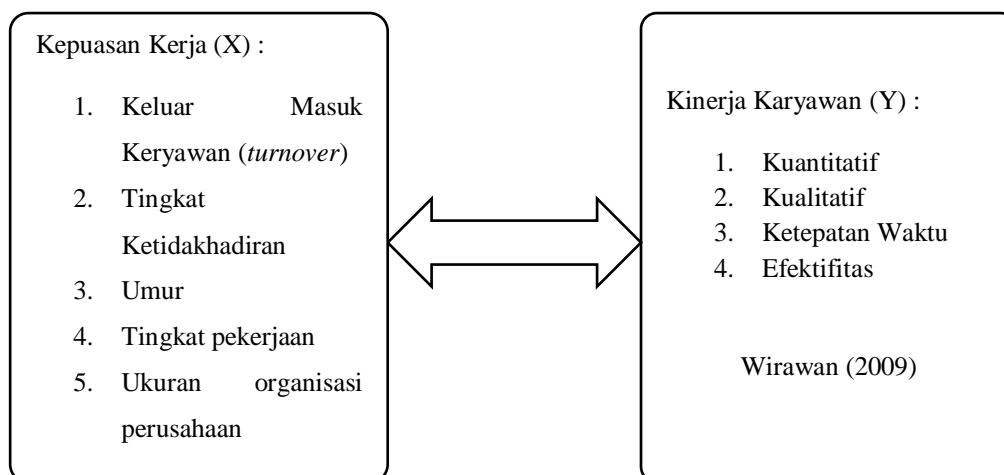 Kepuasan Kerja (X) :
1. Keluar Masuk
Keryawan (turnover)
2. Tingkat
Ketidakhadiran
3. Umur
4. Tingkat pekerjaan
5. Ukuran organisasi
perusahaan
Kinerja Karyawan (Y) :
1. Kuantitatif
2. Kualitatif
3. Ketepatan Waktu
4. Efektifitas
Wirawan (2009)